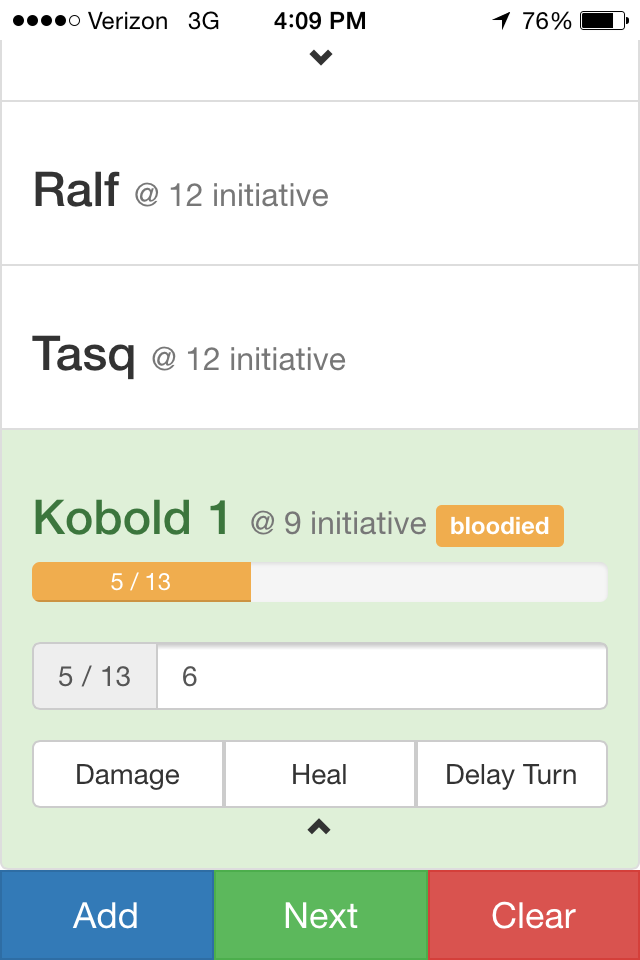 Verizon 3G 4:09 PM 76%
Ralf @ 12 initiative
Tasq @ 12 initiative
Kobold 1 @ 9 initiative bloodied
5 / 13
5 / 13 6
Damage Heal Delay Turn
Add Next Clear